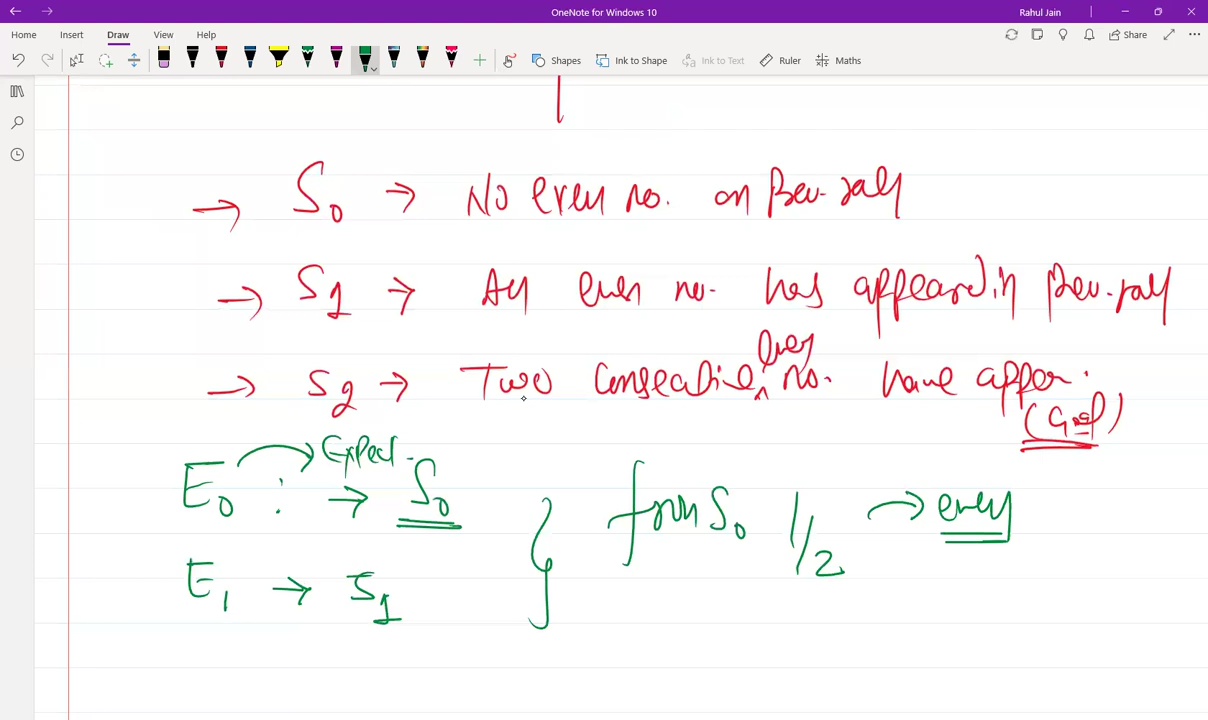 OneNote for Windows 10
Rahul Jain
Home Insert Draw View Help
Share
Shapes Ink to Shape Ink to Text Ruler Maths
→ S0 → No even no. on Prev. roll
→ S1 → An even no. has appeared in Prev. roll
even
→ S2 → Two Consecutive ^ no. have appear.
(Goal)
E0 : → S0 Expect.
from S0 1/2 → even
E1 → S1